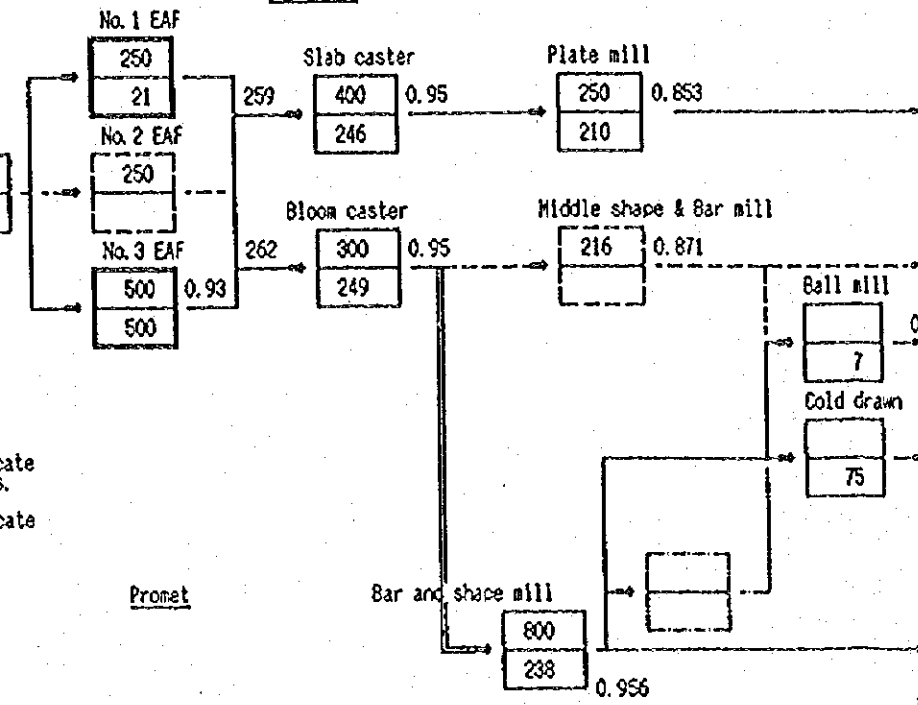 No. 1 EAF
250
21
No. 2 EAF
250
No. 3 EAF
500 0.93
500
259
262
Slab caster
400 0.95
246
Bloom caster
300 0.95
249
Plate mill
250 0.853
210
Middle shape & Bar mill
216 0.871
Ball mill
7
0
Cold drawn
75
cate
s.
cate
Promet
Bar and shape mill
800
238
0.956